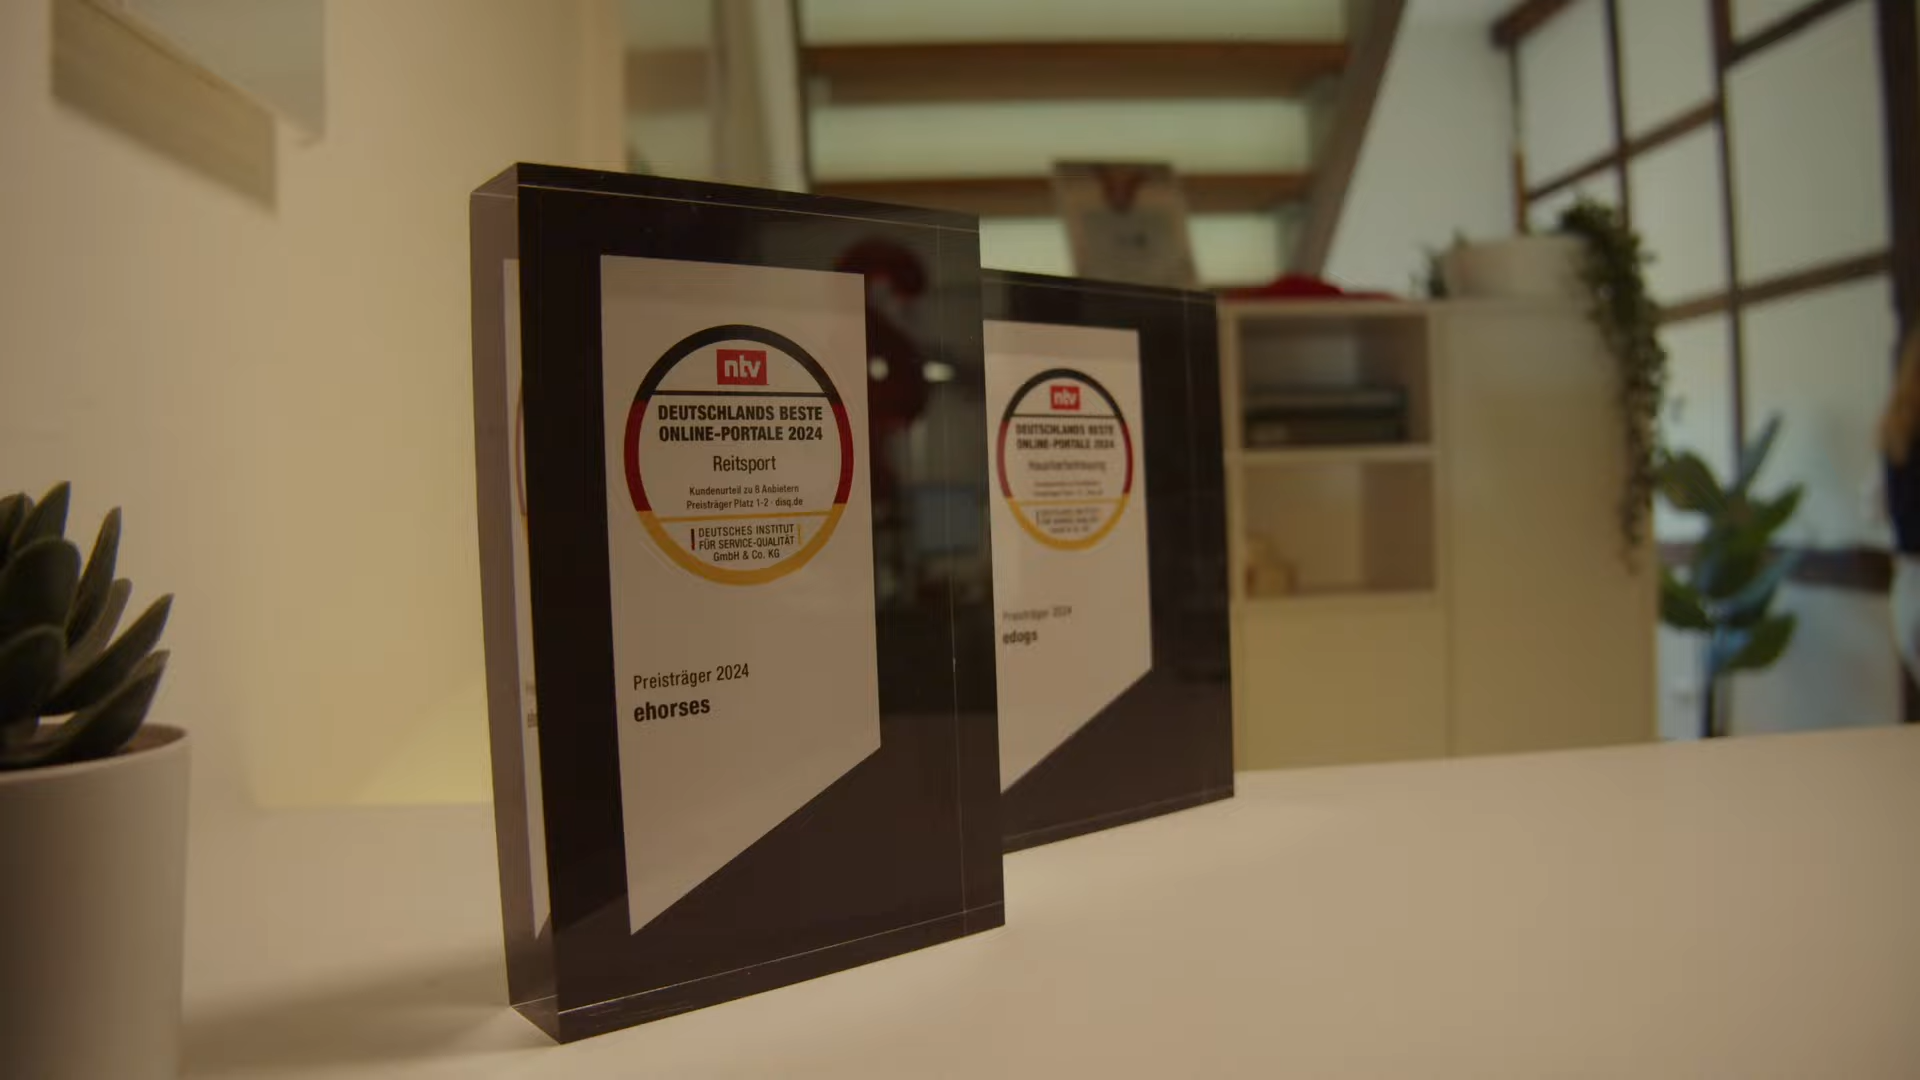 ntv
DEUTSCHLANDS BESTE
ONLINE-PORTALE 2024
Reitsport
Kundenurteil zu 8 Anbietern
Preisträger Platz 1-2 · disq.de
DEUTSCHES INSTITUT
FÜR SERVICE-QUALITÄT
GmbH & Co. KG
Preisträger 2024
ehorses
ntv
DEUTSCHLANDS BESTE
ONLINE-PORTALE 2024
Preisträger 2024
edogs